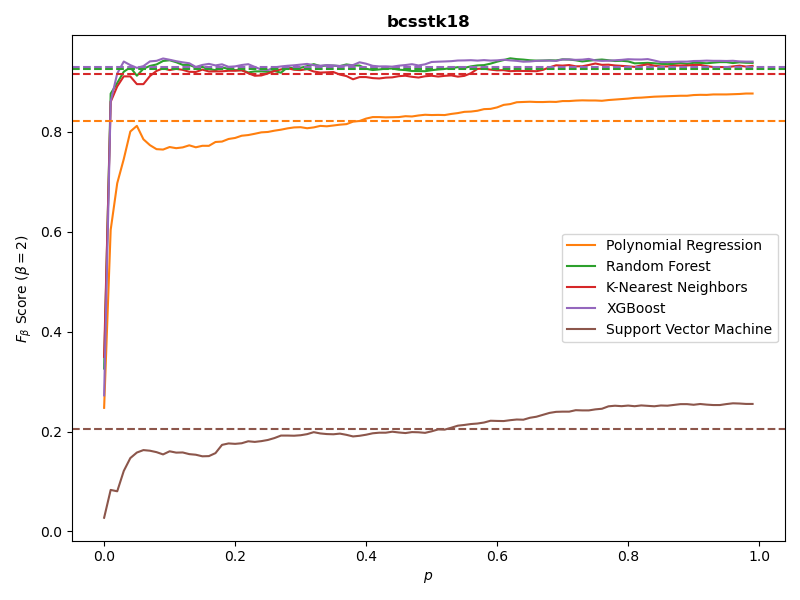 bcsstk18
F_β Score (β = 2)
0.8
0.6
0.4
0.2
0.0
Polynomial Regression
Random Forest
K-Nearest Neighbors
XGBoost
Support Vector Machine
0.0 0.2 0.4 0.6 0.8 1.0
p